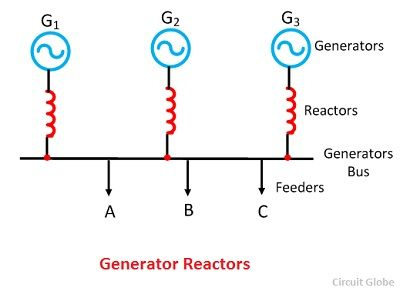 G1 G2 G3
Generators
Reactors
Generators
Bus
Feeders
A B C
Generator Reactors
Circuit Globe